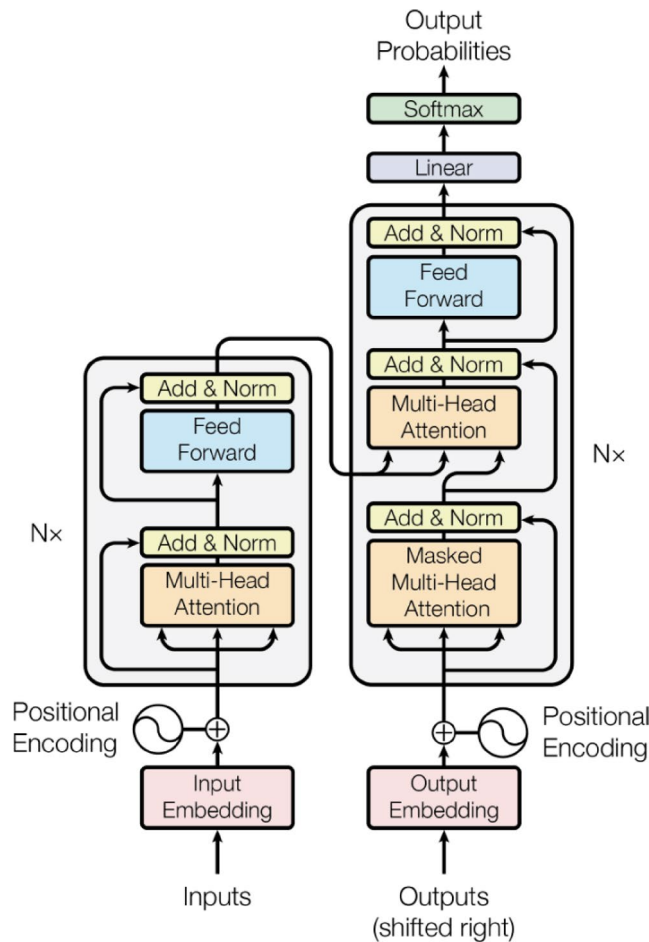 Output
Probabilities
Softmax
Linear
Add & Norm
Feed
Forward
Add & Norm
Multi-Head
Attention
Add & Norm
Masked
Multi-Head
Attention
Nx
Add & Norm
Feed
Forward
Add & Norm
Multi-Head
Attention
Nx
Positional
Encoding
Positional
Encoding
Input
Embedding
Output
Embedding
Inputs
Outputs
(shifted right)